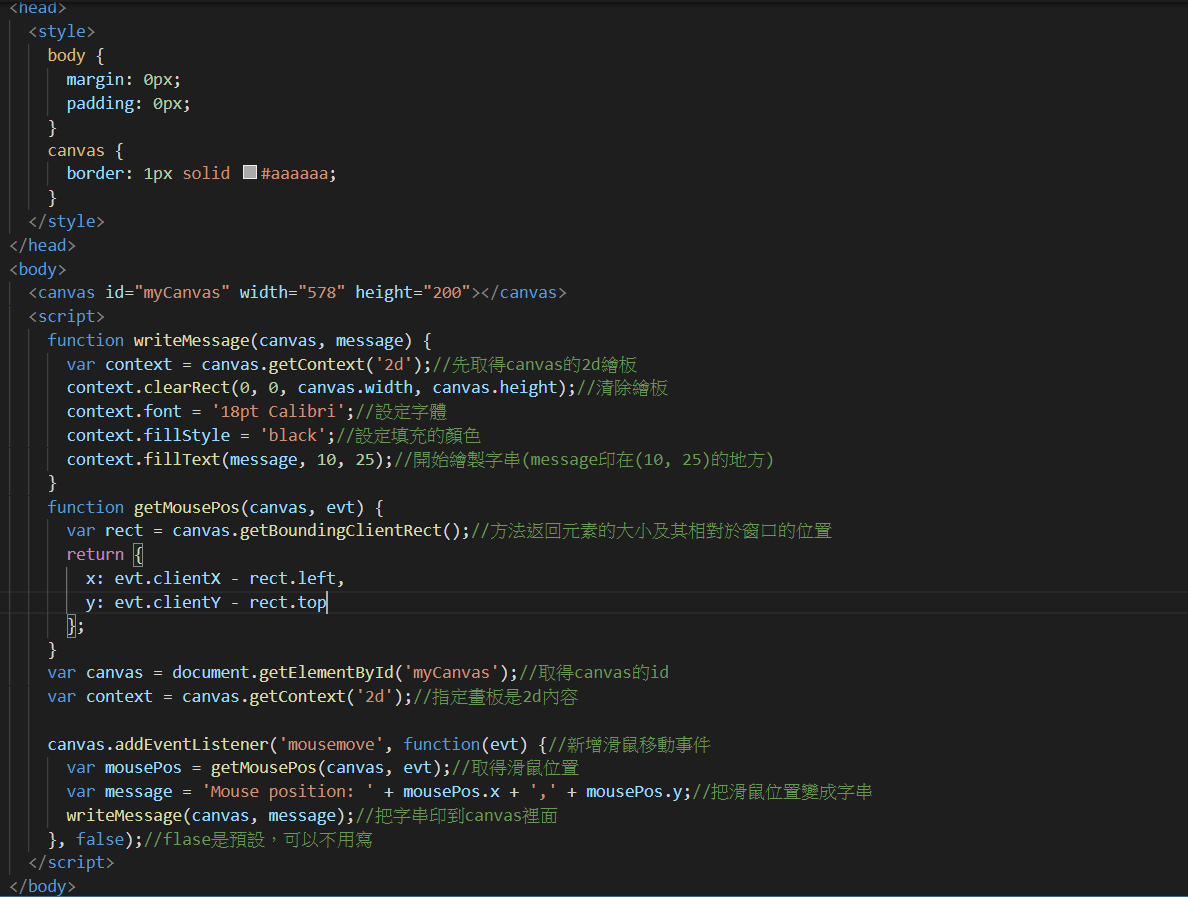 <head>
<style>
body {
margin: 0px;
padding: 0px;
}
canvas {
border: 1px solid #aaaaaa;
}
</style>
</head>
<body>
<canvas id="myCanvas" width="578" height="200"></canvas>
<script>
function writeMessage(canvas, message) {
var context = canvas.getContext('2d');//先取得canvas的2d繪板
context.clearRect(0, 0, canvas.width, canvas.height);//清除繪板
context.font = '18pt Calibri';//設定字體
context.fillStyle = 'black';//設定填充的顏色
context.fillText(message, 10, 25);//開始繪製字串(message印在(10, 25)的地方)
}
function getMousePos(canvas, evt) {
var rect = canvas.getBoundingClientRect();//方法返回元素的大小及其相對於窗口的位置
return {
x: evt.clientX - rect.left,
y: evt.clientY - rect.top
};
}
var canvas = document.getElementById('myCanvas');//取得canvas的id
var context = canvas.getContext('2d');//指定畫板是2d內容
canvas.addEventListener('mousemove', function(evt) {//新增滑鼠移動事件
var mousePos = getMousePos(canvas, evt);//取得滑鼠位置
var message = 'Mouse position: ' + mousePos.x + ',' + mousePos.y;//把滑鼠位置變成字串
writeMessage(canvas, message);//把字串印到canvas裡面
}, false);//flase是預設，可以不用寫
</script>
</body>